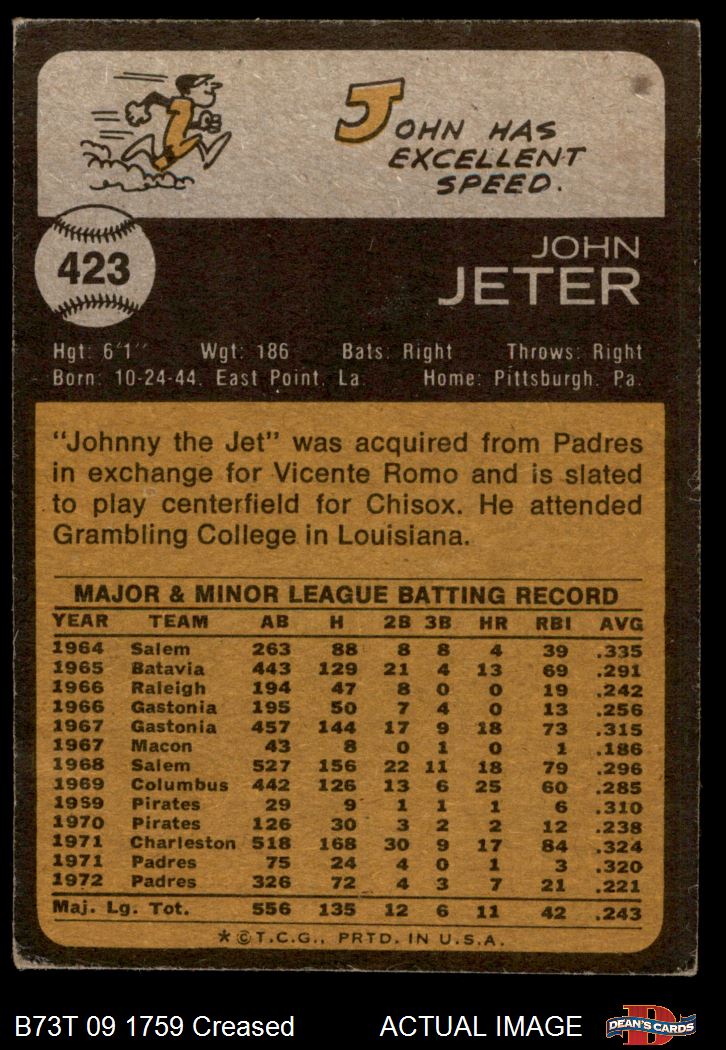 JOHN HAS
EXCELLENT
SPEED.
423
JOHN
JETER
Hgt: 6'1" Wgt: 186 Bats: Right Throws: Right
Born: 10-24-44, East Point, La. Home: Pittsburgh, Pa.
"Johnny the Jet" was acquired from Padres
in exchange for Vicente Romo and is slated
to play centerfield for Chisox. He attended
Grambling College in Louisiana.
MAJOR & MINOR LEAGUE BATTING RECORD
YEAR TEAM AB H 2B 3B HR RBI AVG
1964 Salem 263 88 8 8 4 39 .335
1965 Batavia 443 129 21 4 13 69 .291
1966 Raleigh 194 47 8 0 0 19 .242
1966 Gastonia 195 50 7 4 0 13 .256
1967 Gastonia 457 144 17 9 18 73 .315
1967 Macon 43 8 0 1 0 1 .186
1968 Salem 527 156 22 11 18 79 .296
1969 Columbus 442 126 13 6 25 60 .285
1959 Pirates 29 9 1 1 1 6 .310
1970 Pirates 126 30 3 2 2 12 .238
1971 Charleston 518 168 30 9 17 84 .324
1971 Padres 75 24 4 0 1 3 .320
1972 Padres 326 72 4 3 7 21 .221
Maj. Lg. Tot. 556 135 12 6 11 42 .243
*©T.C.G., PRTD. IN U.S.A.
B73T 09 1759 Creased ACTUAL IMAGE
D
DEAN'S CARDS